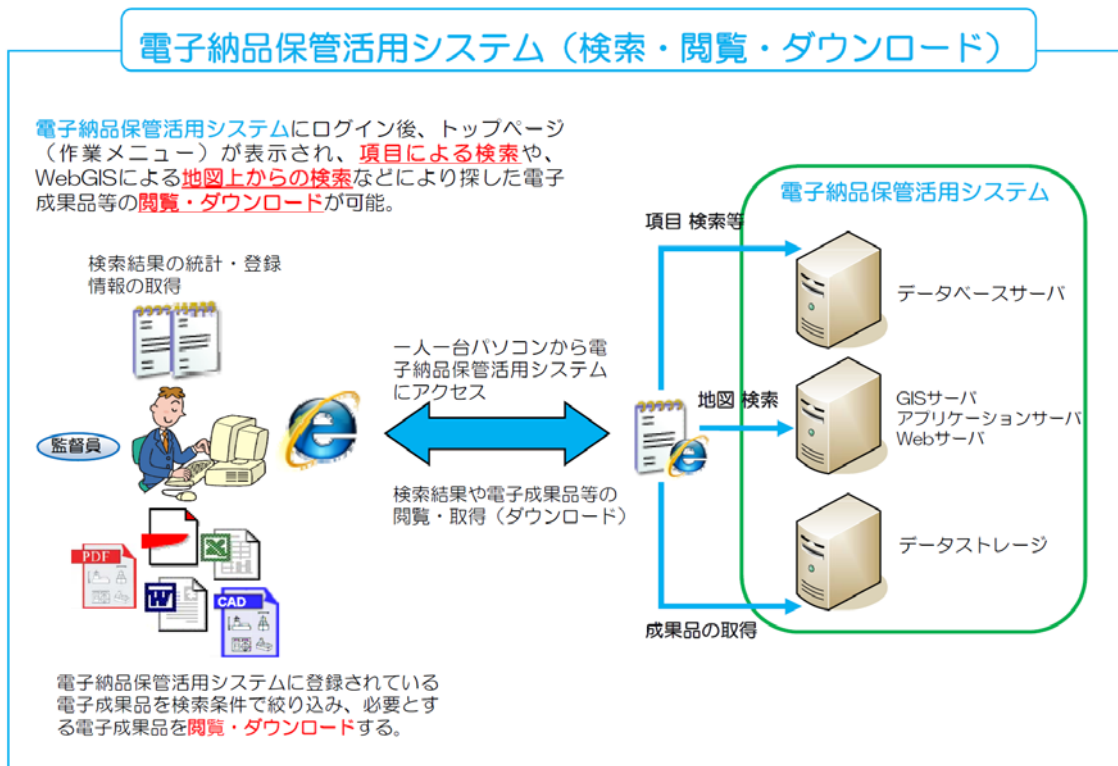 電子納品保管活用システム（検索・閲覧・ダウンロード）
電子納品保管活用システムにログイン後、トップページ
（作業メニュー）が表示され、項目による検索や、
WebGISによる地図上からの検索などにより探した電子
成果品等の閲覧・ダウンロードが可能。
検索結果の統計・登録
情報の取得
監督員
PDF
CAD
電子納品保管活用システムに登録されている
電子成果品を検索条件で絞り込み、必要とす
る電子成果品を閲覧・ダウンロードする。
一人一台パソコンから電
子納品保管活用システム
にアクセス
検索結果や電子成果品等の
閲覧・取得（ダウンロード）
項目 検索等
地図 検索
成果品の取得
電子納品保管活用システム
データベースサーバ
GISサーバ
アプリケーションサーバ
Webサーバ
データストレージ